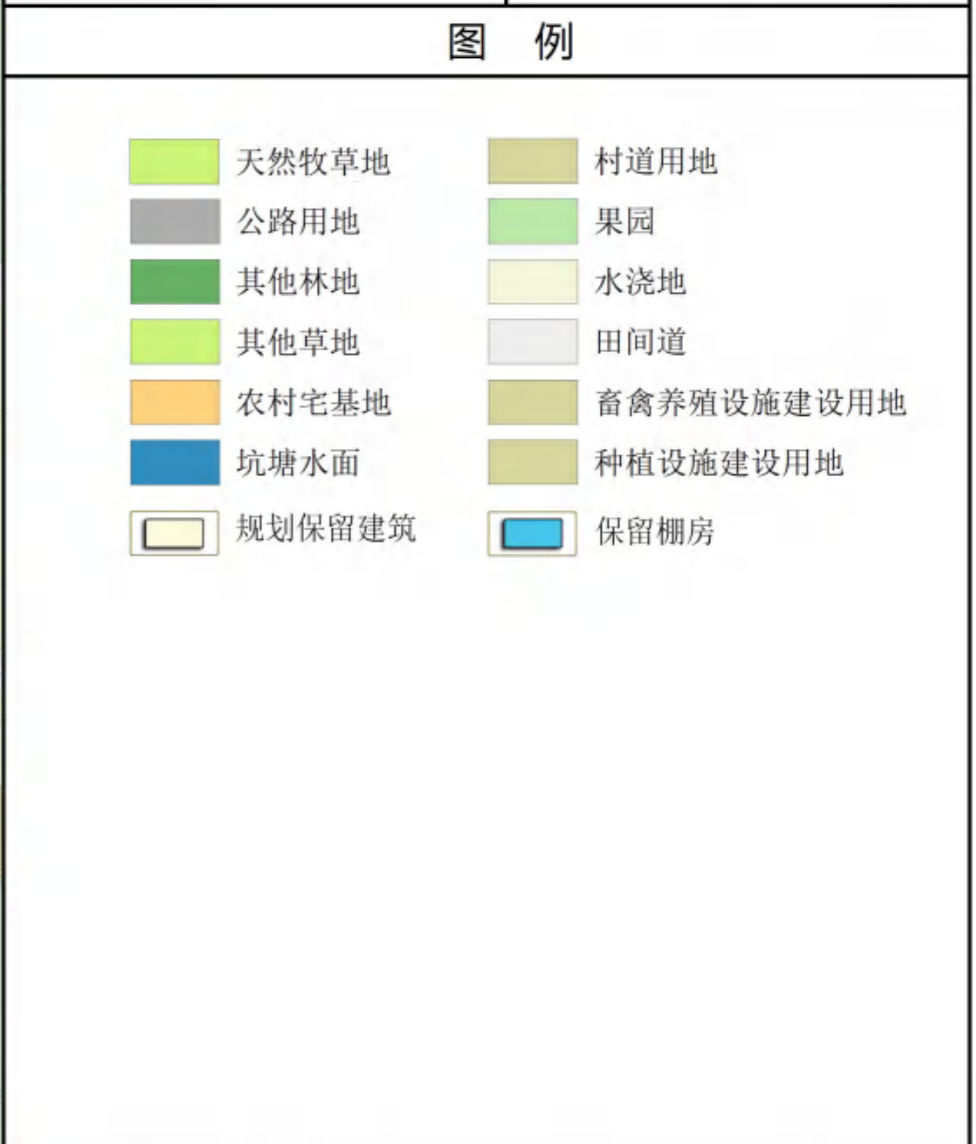 图 例
天然牧草地 村道用地
公路用地 果园
其他林地 水浇地
其他草地 田间道
农村宅基地 畜禽养殖设施建设用地
坑塘水面 种植设施建设用地
规划保留建筑 保留棚房